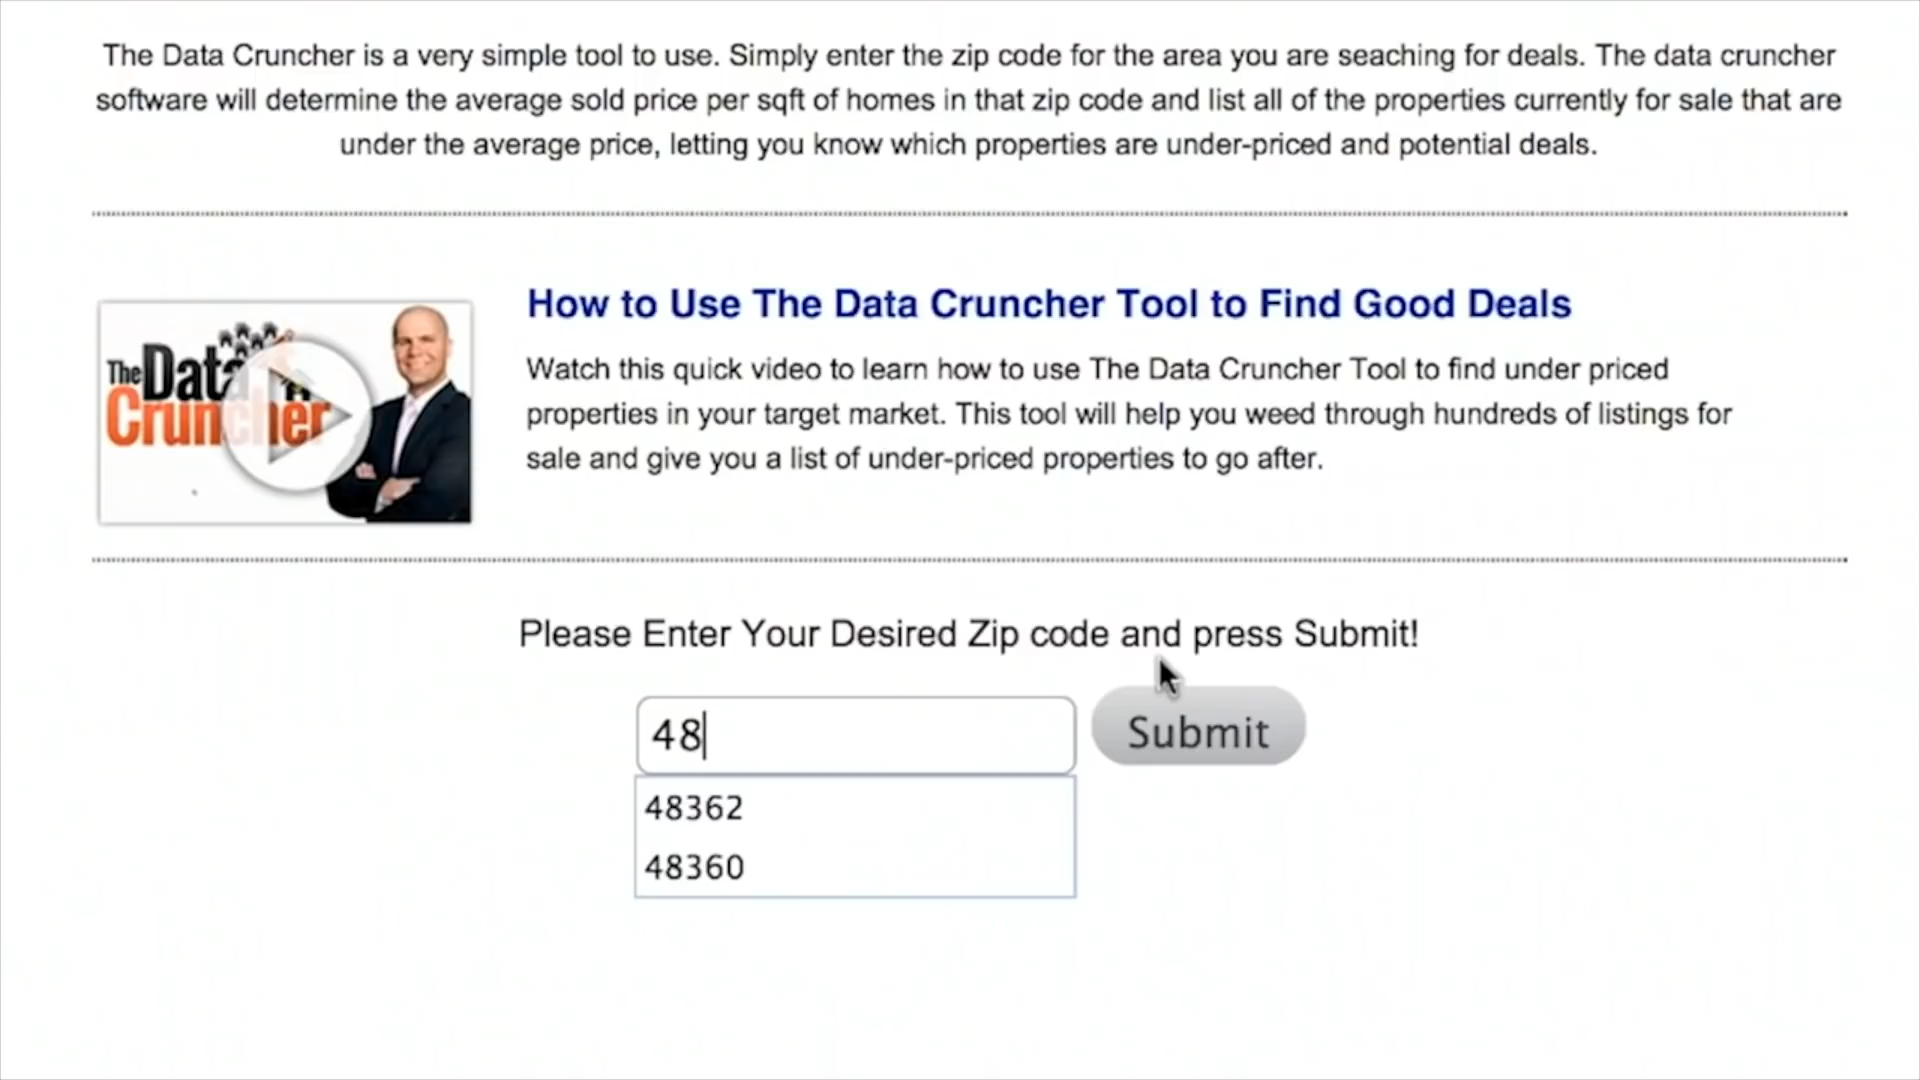 The Data Cruncher is a very simple tool to use. Simply enter the zip code for the area you are seaching for deals. The data cruncher
software will determine the average sold price per sqft of homes in that zip code and list all of the properties currently for sale that are
under the average price, letting you know which properties are under-priced and potential deals.
The Data
Cruncher
How to Use The Data Cruncher Tool to Find Good Deals
Watch this quick video to learn how to use The Data Cruncher Tool to find under priced
properties in your target market. This tool will help you weed through hundreds of listings for
sale and give you a list of under-priced properties to go after.
Please Enter Your Desired Zip code and press Submit!
48
Submit
48362
48360